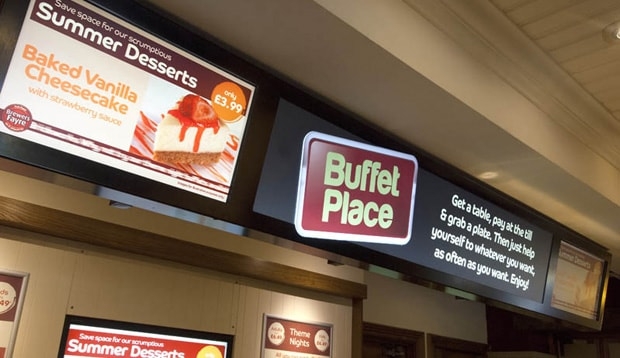 Save space for our scrumptious
Summer Desserts
Baked Vanilla
Cheesecake
with strawberry sauce
only
£3.99
Brewers
Fayre
Buffet
Place
Get a table, pay at the till
& grab a plate. Then just help
yourself to whatever you want,
as often as you want. Enjoy!
Save space for our scrumptious
Summer Desserts
Theme
Nights